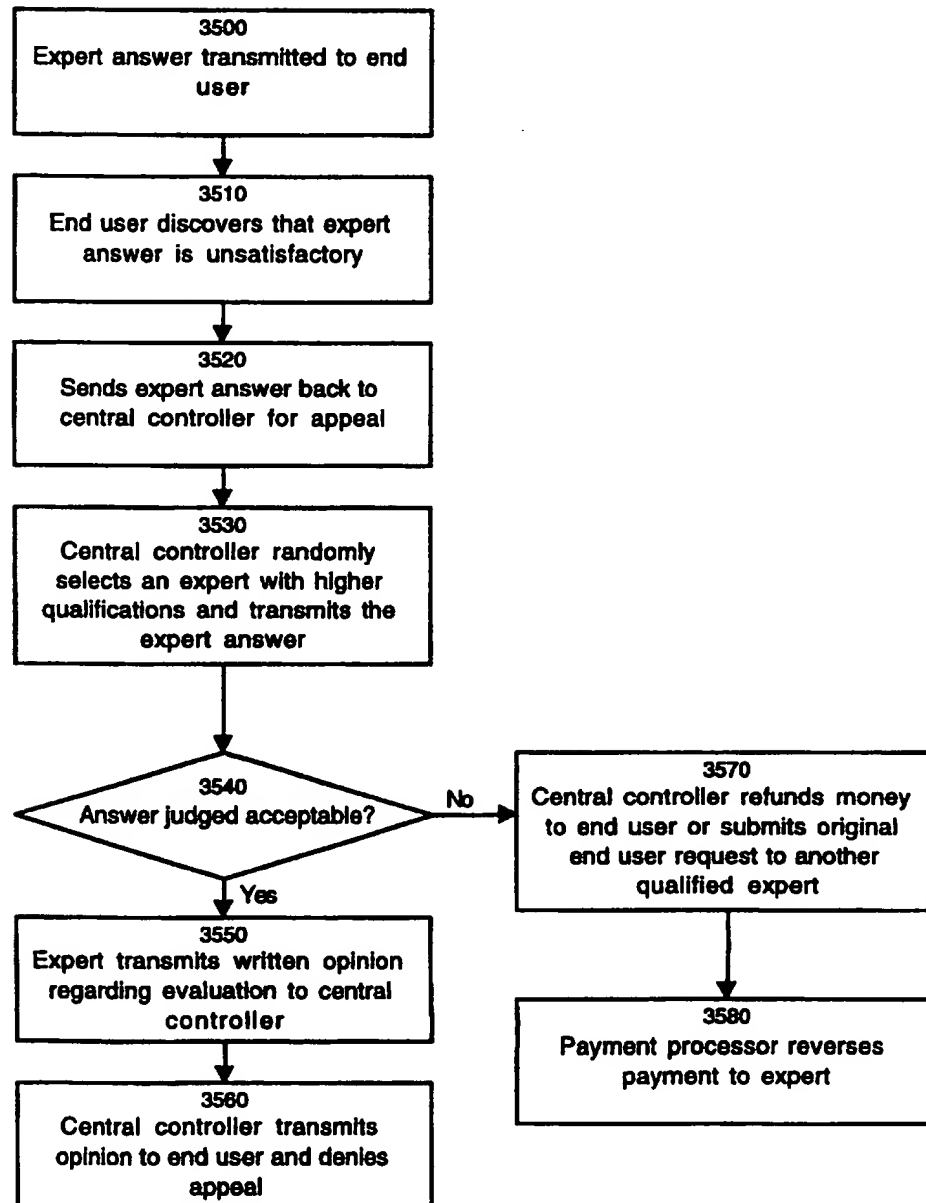 3500
Expert answer transmitted to end
user
3510
End user discovers that expert
answer is unsatisfactory
3520
Sends expert answer back to
central controller for appeal
3530
Central controller randomly
selects an expert with higher
qualifications and transmits the
expert answer
3540
Answer judged acceptable?
No
Yes
3570
Central controller refunds money
to end user or submits original
end user request to another
qualified expert
3550
Expert transmits written opinion
regarding evaluation to central
controller
3580
Payment processor reverses
payment to expert
3560
Central controller transmits
opinion to end user and denies
appeal